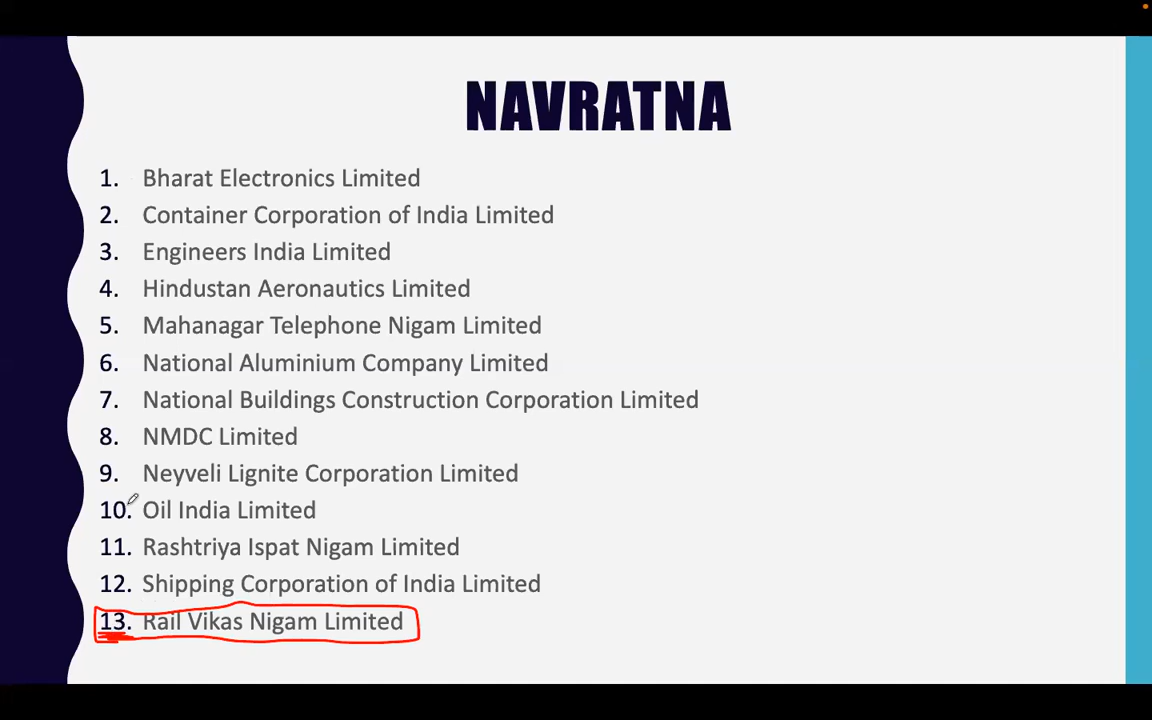 NAVRATNA
1. Bharat Electronics Limited
2. Container Corporation of India Limited
3. Engineers India Limited
4. Hindustan Aeronautics Limited
5. Mahanagar Telephone Nigam Limited
6. National Aluminium Company Limited
7. National Buildings Construction Corporation Limited
8. NMDC Limited
9. Neyveli Lignite Corporation Limited
10. Oil India Limited
11. Rashtriya Ispat Nigam Limited
12. Shipping Corporation of India Limited
13. Rail Vikas Nigam Limited